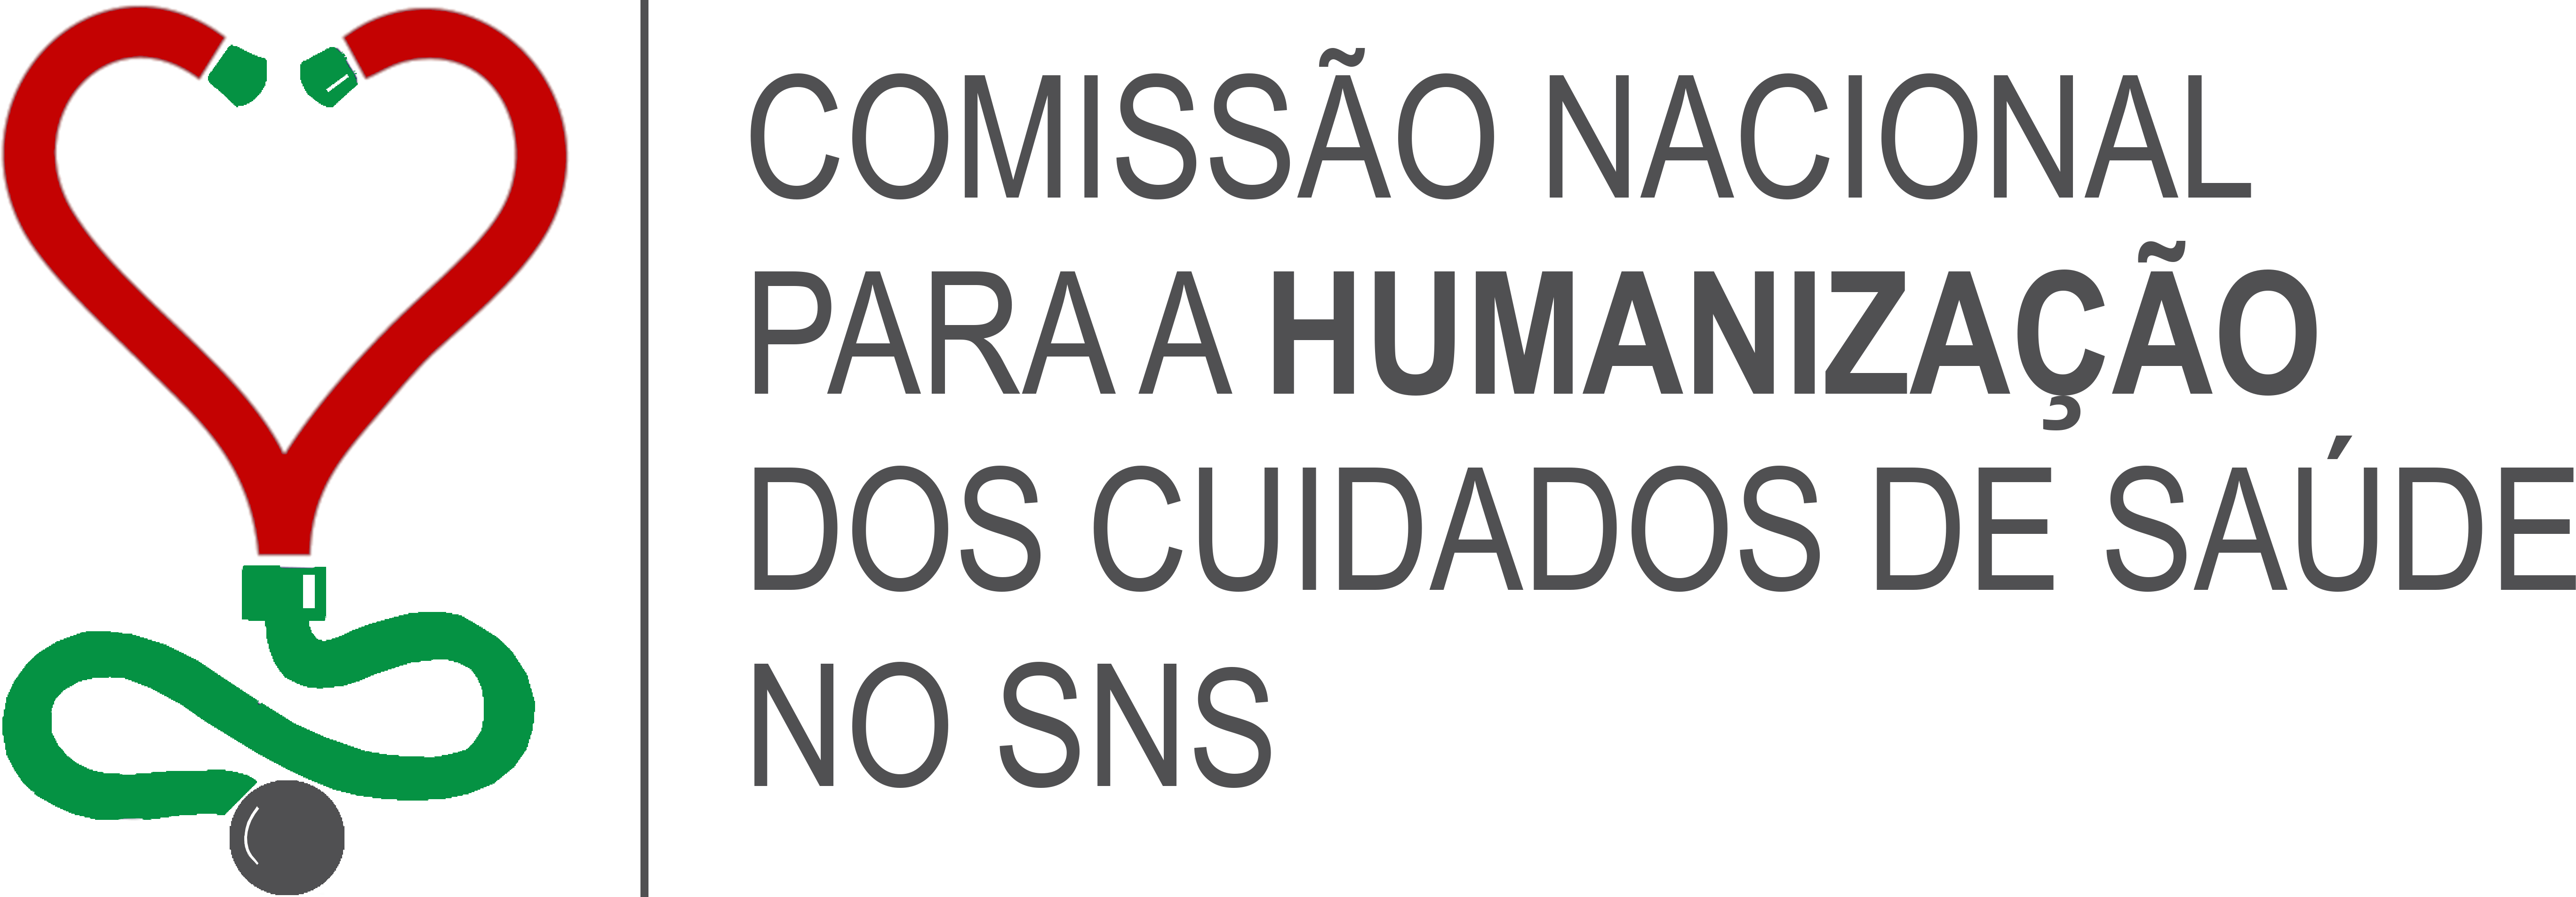 COMISSÃO NACIONAL
PARA A HUMANIZAÇÃO
DOS CUIDADOS DE SAÚDE
NO SNS